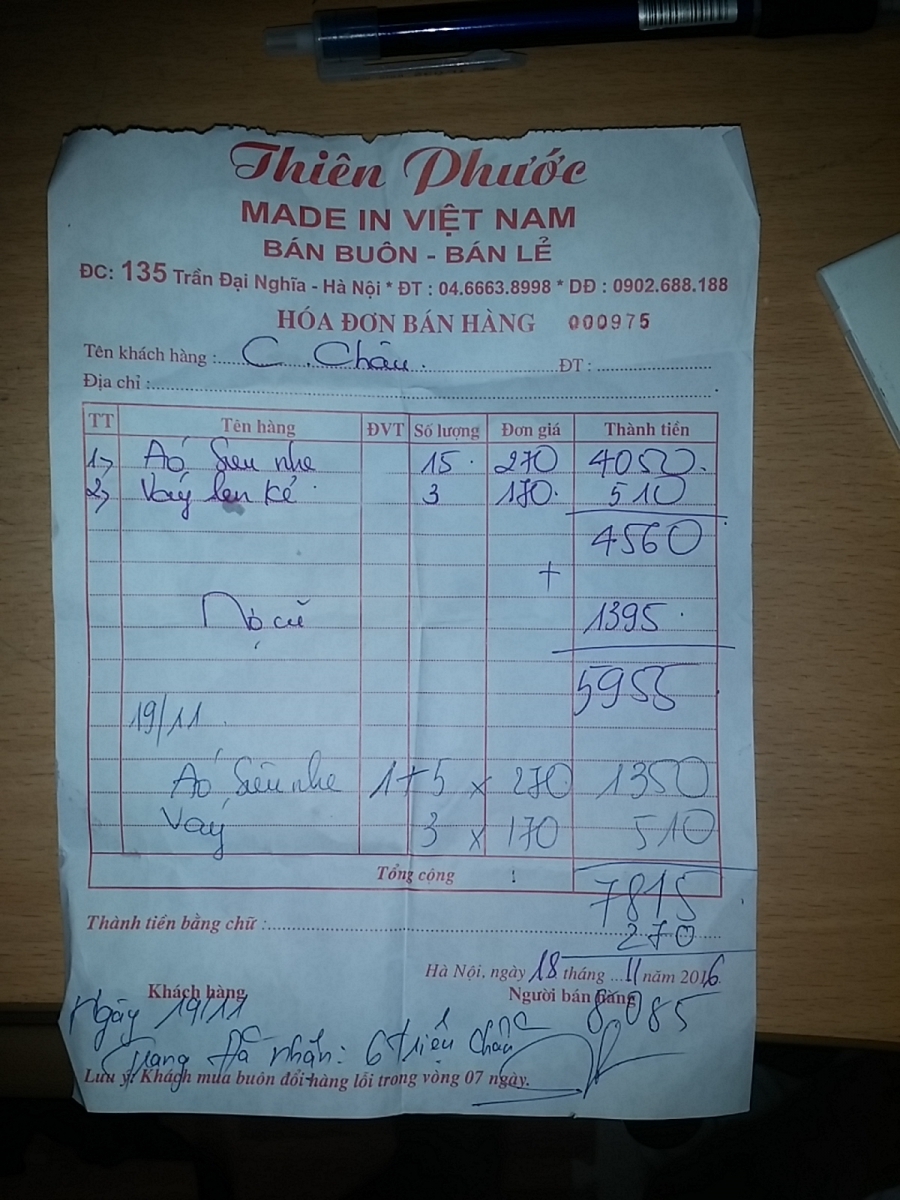 Thiên Phước
MADE IN VIỆT NAM
BÁN BUÔN - BÁN LẺ
ĐC: 135 Trần Đại Nghĩa - Hà Nội * ĐT : 04.6663.8998 * DĐ : 0902.688.188
HÓA ĐƠN BÁN HÀNG 000975
Tên khách hàng : C. Châu. ĐT :
Địa chỉ :
TT Tên hàng ĐVT Số lượng Đơn giá Thành tiền
1, Áo Siêu nhẹ 15 270 4050
2, Váy len kẻ 3 170 510
4560
+
Nợ cũ 1395
5955
19/11
Áo Siêu nhẹ 1+5 x 270 1350
Váy 3 x 170 510
Tổng cộng : 7815
Thành tiền bằng chữ : 270
Hà Nội, ngày 18 tháng ... 11 năm 2016
Khách hàng Người bán hàng 8085
Ngày 19/11
Giang đã nhận: 6 triệu Châu
Lưu ý: Khách mua buôn đổi hàng lỗi trong vòng 07 ngày.